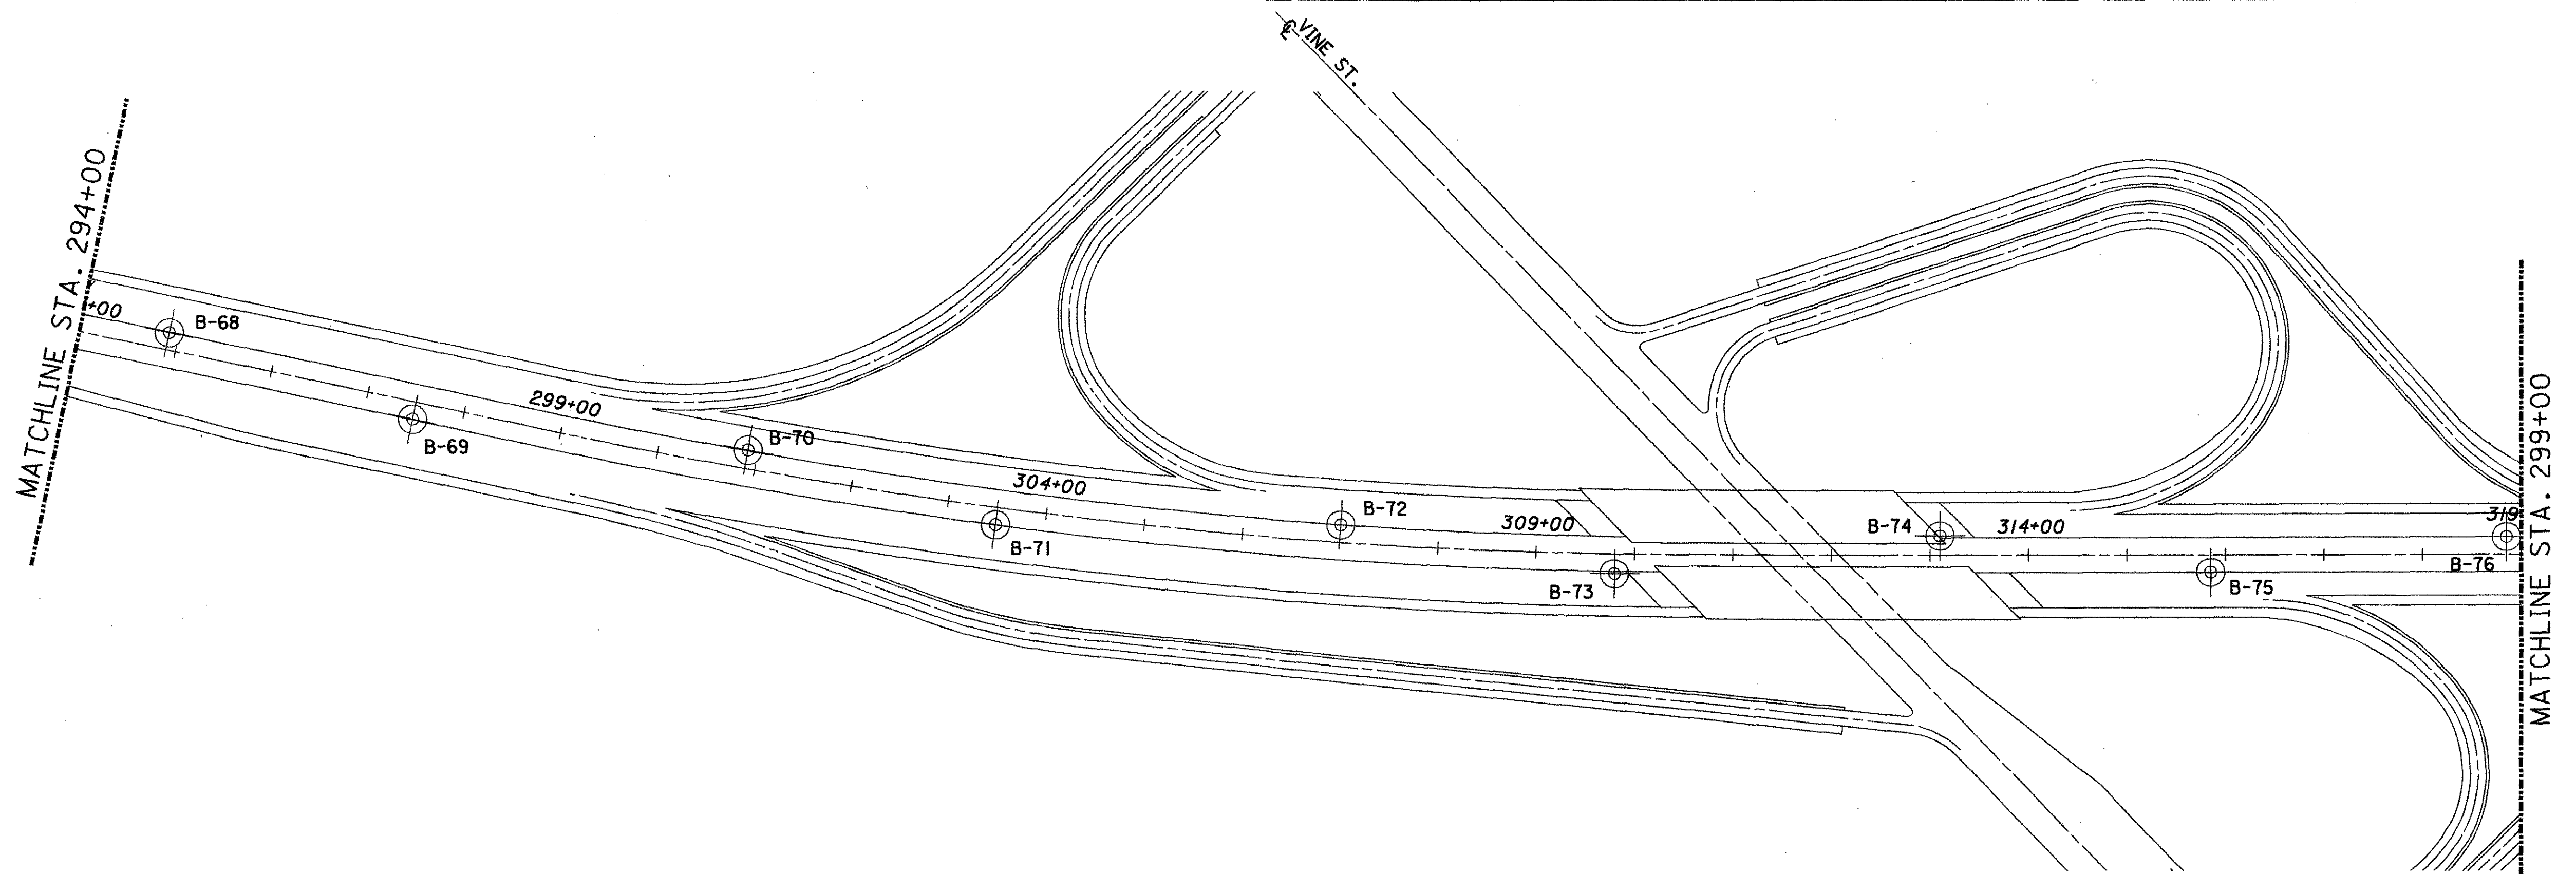 ℄ VINE ST.
MATCHLINE STA. 294+00
+00
B-68
B-69
299+00
B-70
304+00
B-71
B-72
309+00
B-73
B-74
314+00
B-75
319
B-76
MATCHLINE STA. 299+00